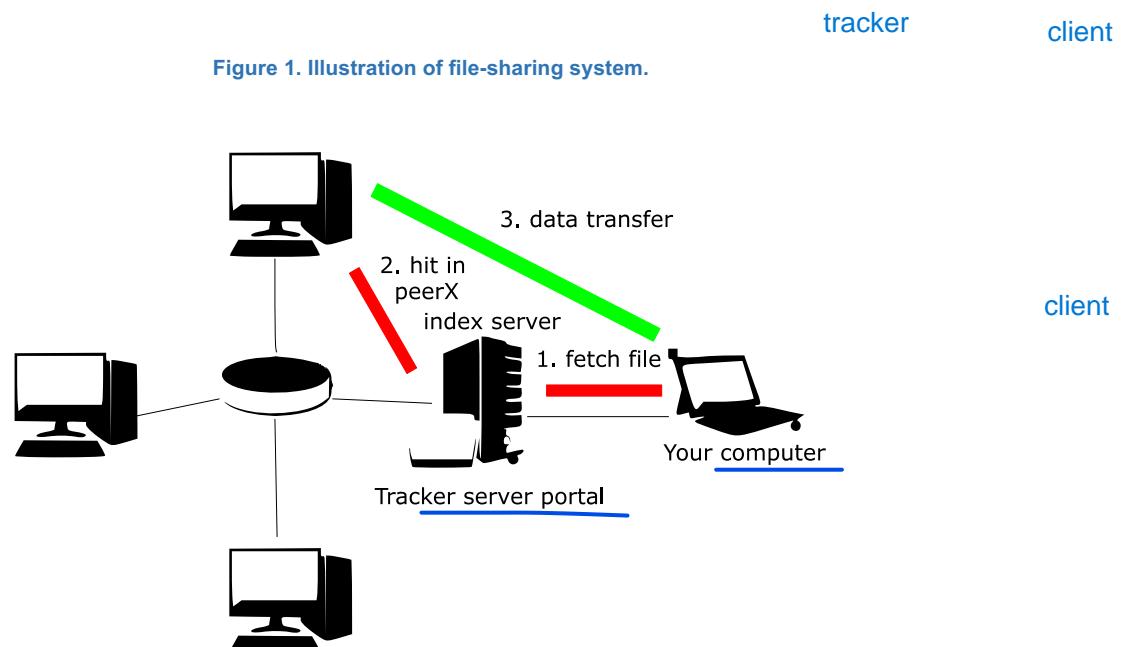 tracker
client
Figure 1. Illustration of file-sharing system.
3. data transfer
2. hit in
peerX
index server
client
1. fetch file
Your computer
Tracker server portal